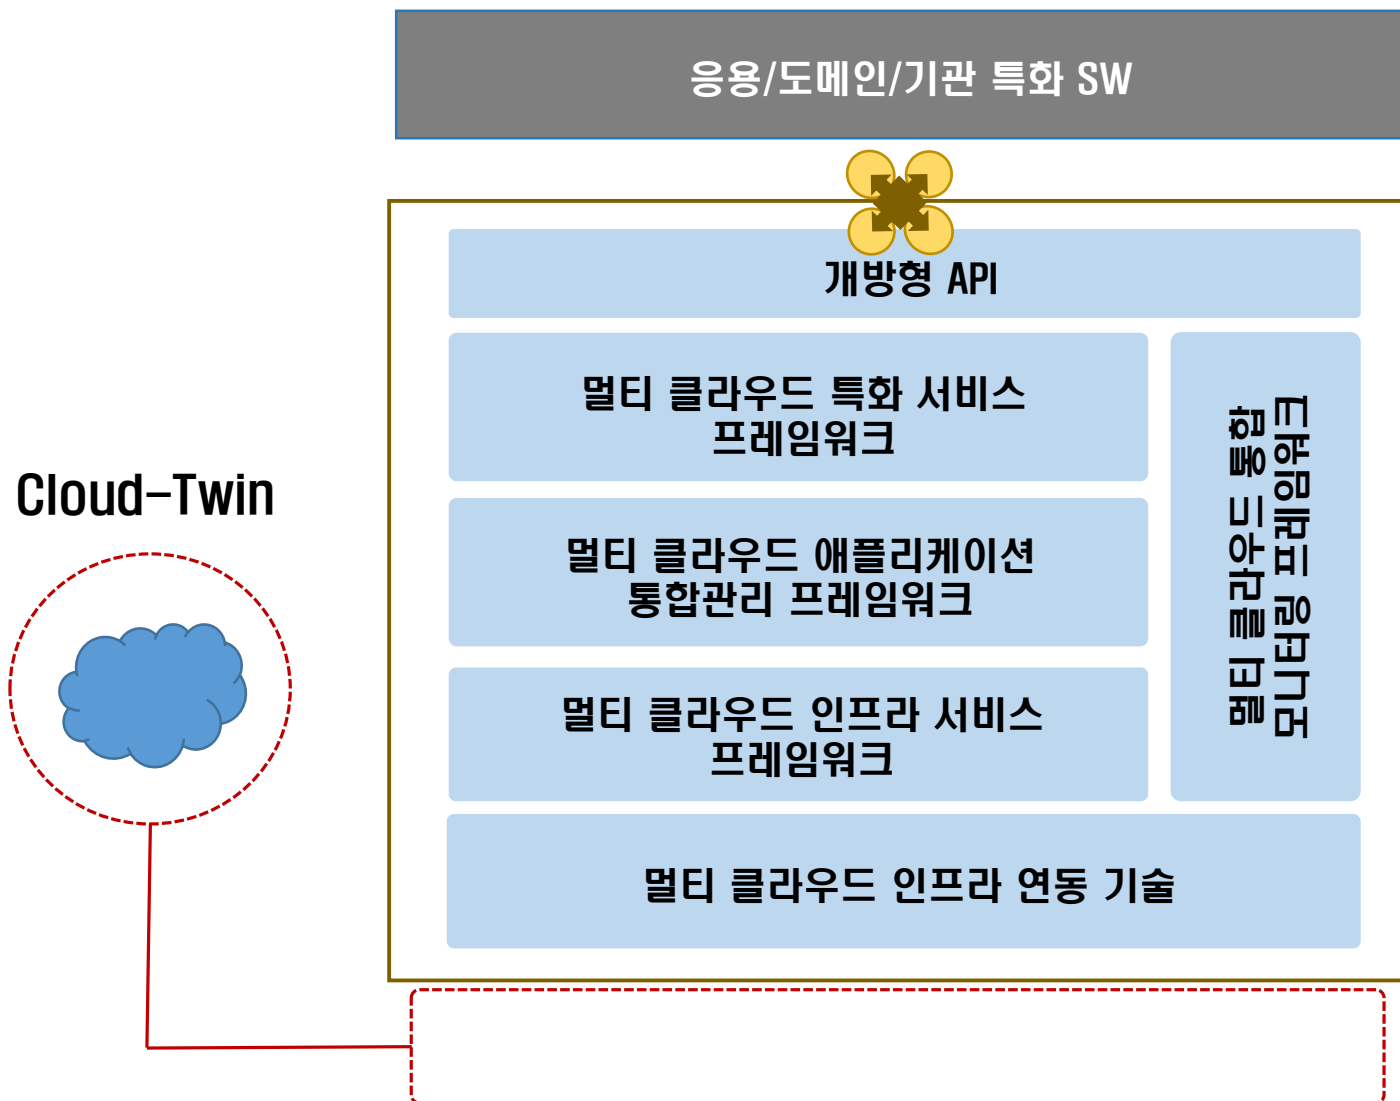 응용/도메인/기관 특화 SW
개방형 API
멀티 클라우드 특화 서비스
프레임워크
멀티 클라우드 통합
모니터링 프레임워크
Cloud-Twin
멀티 클라우드 애플리케이션
통합관리 프레임워크
멀티 클라우드 인프라 서비스
프레임워크
멀티 클라우드 인프라 연동 기술